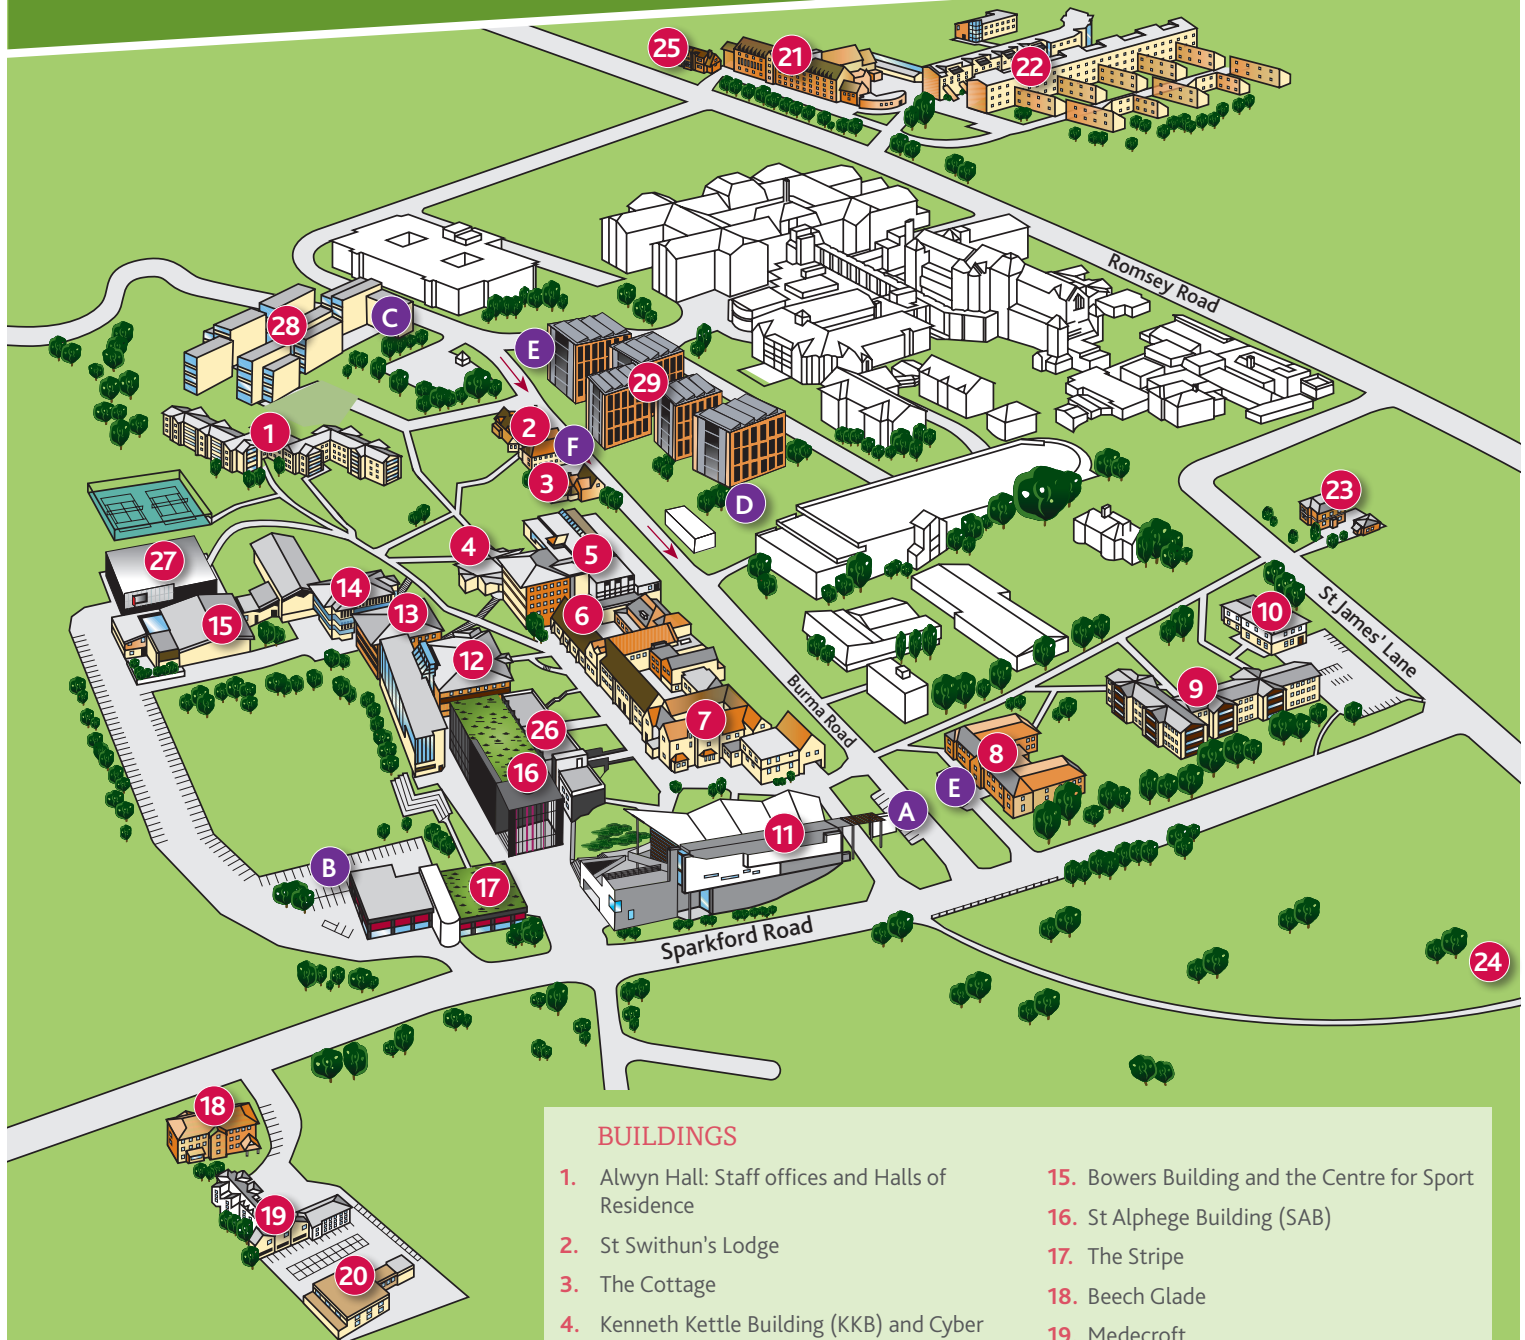 25
21
22
Romsey Road
28
C
E
29
1
2
F
3
D
23
4
5
27
14
13
6
10
St James' Lane
15
12
9
26
7
Burma Road
8
16
E
A
11
B
17
Sparkford Road
24
18
19
20
BUILDINGS
1. Alwyn Hall: Staff offices and Halls of
Residence
2. St Swithun's Lodge
3. The Cottage
4. Kenneth Kettle Building (KKB) and Cyber
15. Bowers Building and the Centre for Sport
16. St Alphege Building (SAB)
17. The Stripe
18. Beech Glade
19. Medecroft